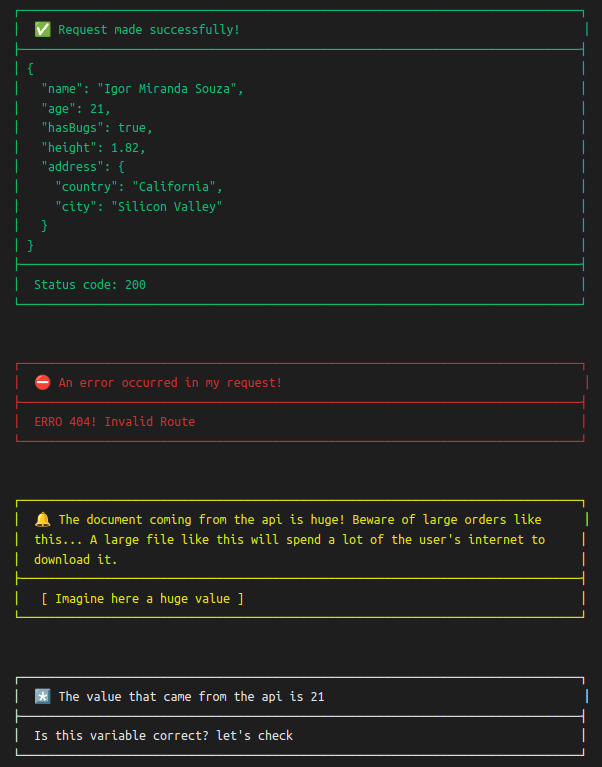 ✅ Request made successfully!
{
  "name": "Igor Miranda Souza",
  "age": 21,
  "hasBugs": true,
  "height": 1.82,
  "address": {
    "country": "California",
    "city": "Silicon Valley"
  }
}
Status code: 200
⛔ An error occurred in my request!
ERRO 404! Invalid Route
🔔 The document coming from the api is huge! Beware of large orders like
this... A large file like this will spend a lot of the user's internet to
download it.
[ Imagine here a huge value ]
*️⃣ The value that came from the api is 21
Is this variable correct? let's check